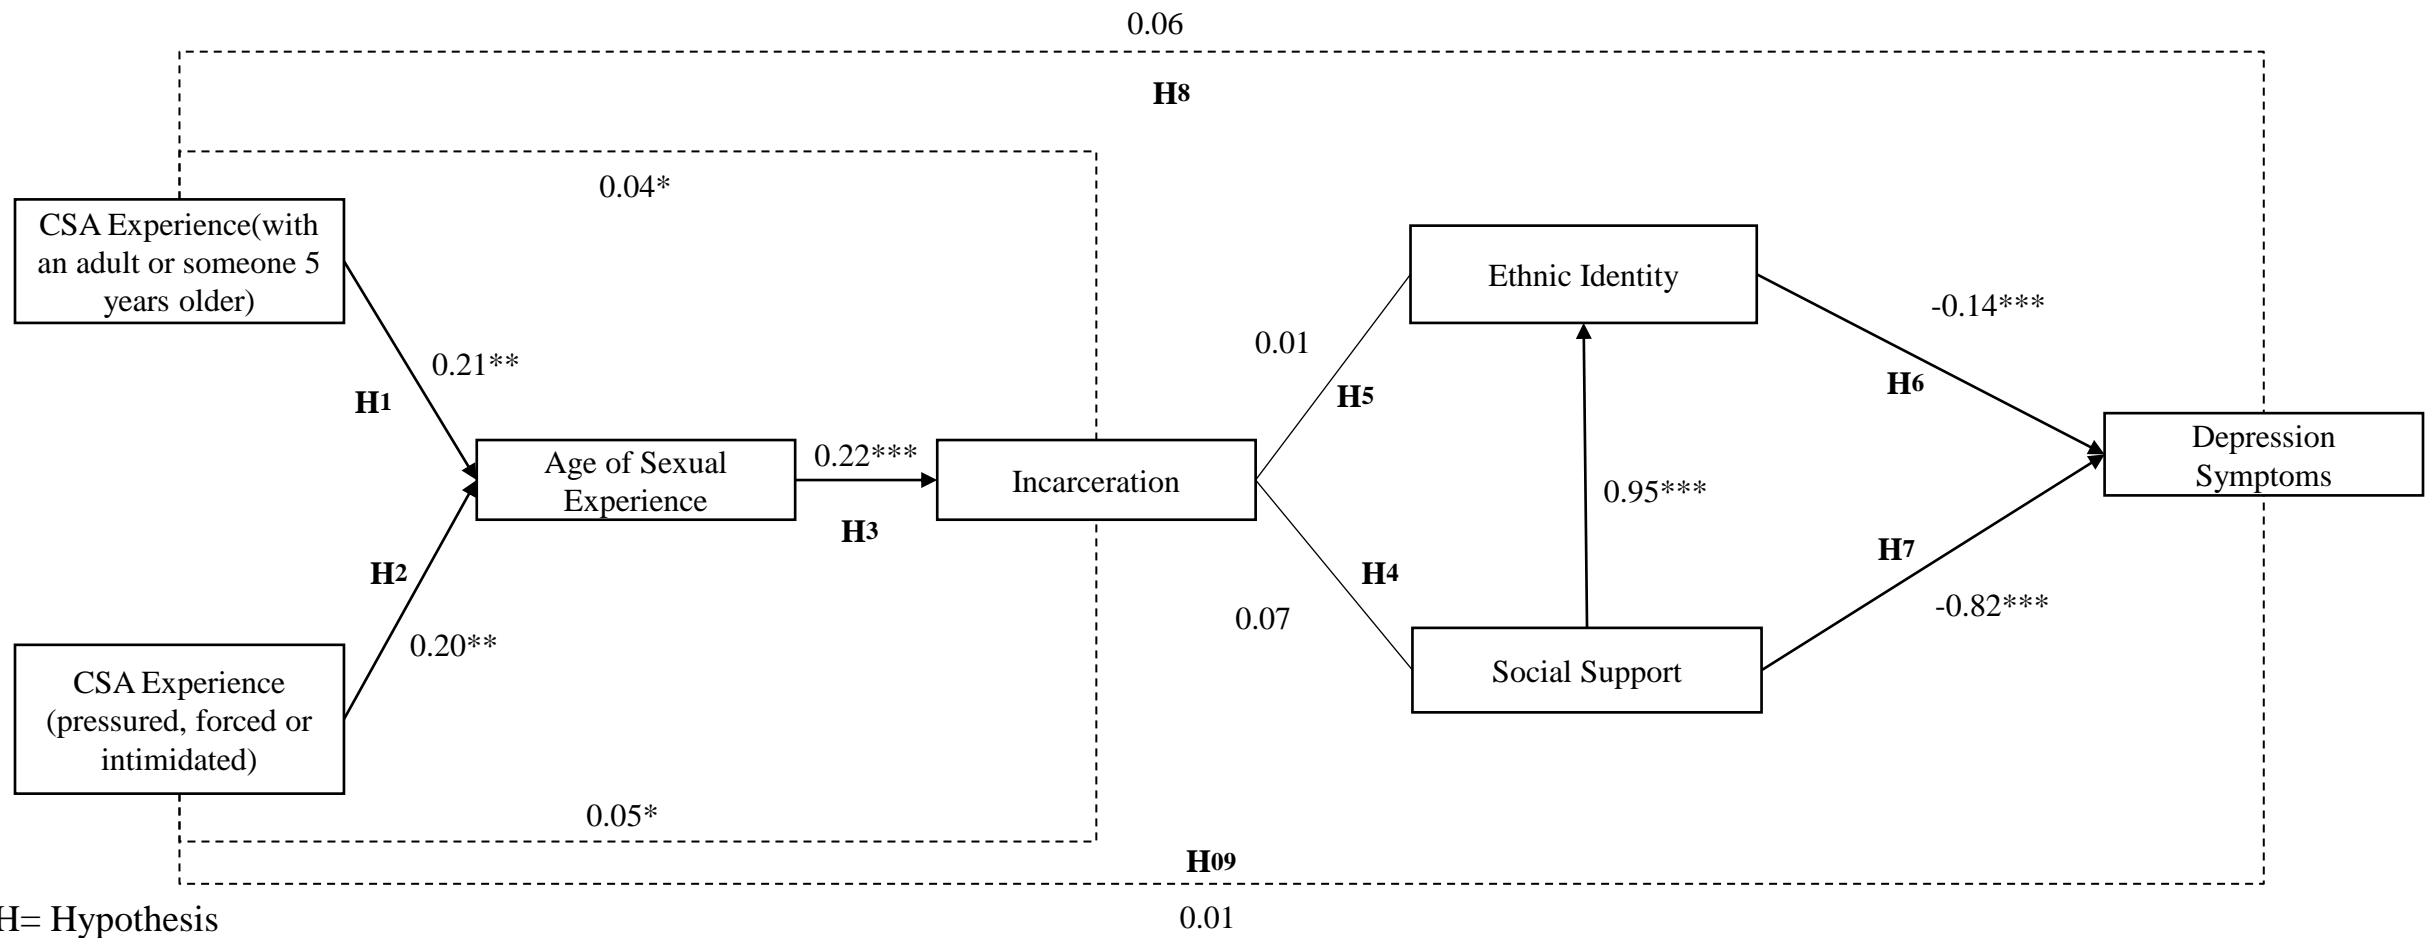 0.06
H8
0.04*
CSA Experience(with
an adult or someone 5
years older)
Ethnic Identity
-0.14***
0.01
0.21**
H1
H5
H6
Age of Sexual
Experience
0.22***
H3
Incarceration
0.95***
Depression
Symptoms
H2
0.20**
H4
0.07
H7
-0.82***
CSA Experience
(pressured, forced or
intimidated)
Social Support
0.05*
H09
0.01
H= Hypothesis